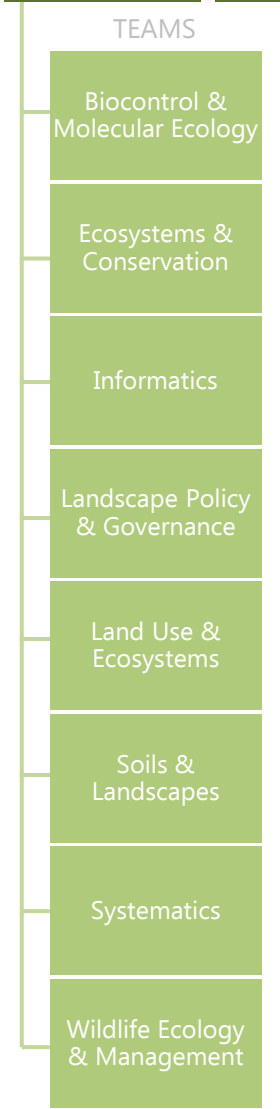 TEAMS
Biocontrol &
Molecular Ecology
Ecosystems &
Conservation
Informatics
Landscape Policy
& Governance
Land Use &
Ecosystems
Soils &
Landscapes
Systematics
Wildlife Ecology
& Management